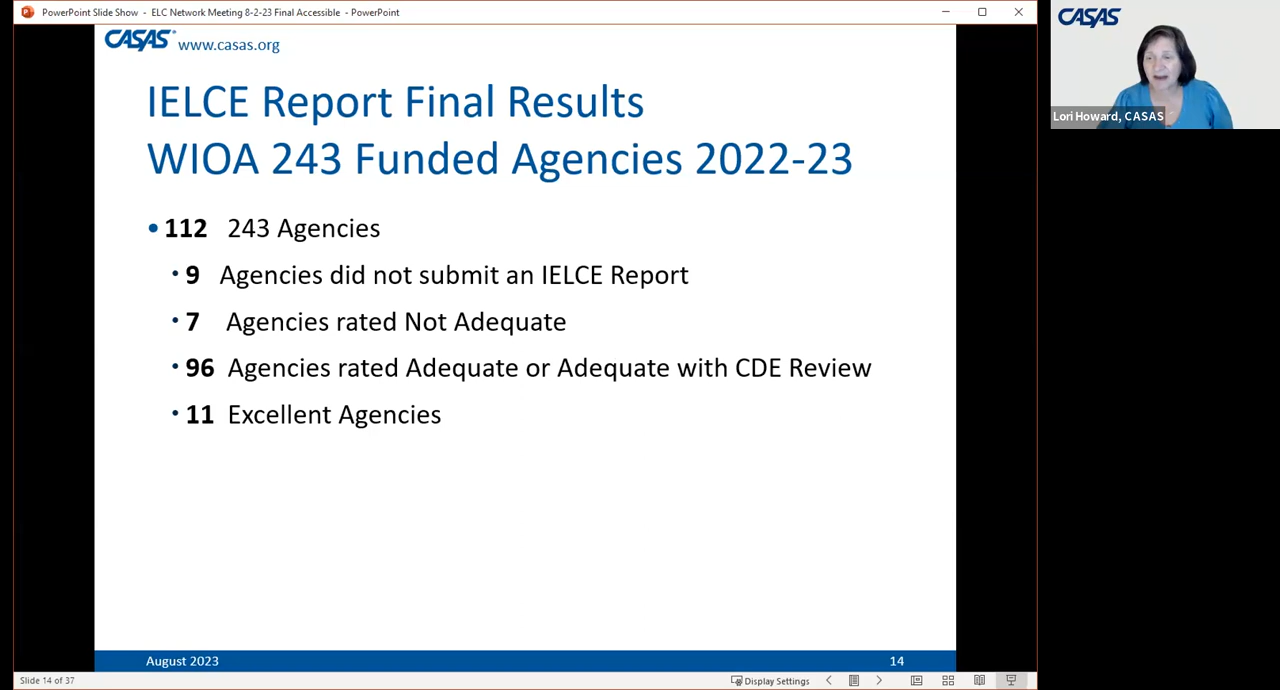 PowerPoint Slide Show - ELC Network Meeting 8-2-23 Final Accessible - PowerPoint
CASAS® www.casas.org
IELCE Report Final Results
WIOA 243 Funded Agencies 2022-23
• 112 243 Agencies
• 9 Agencies did not submit an IELCE Report
• 7 Agencies rated Not Adequate
• 96 Agencies rated Adequate or Adequate with CDE Review
• 11 Excellent Agencies
August 2023 14
Slide 14 of 37 Display Settings
CASAS
Lori Howard, CASAS